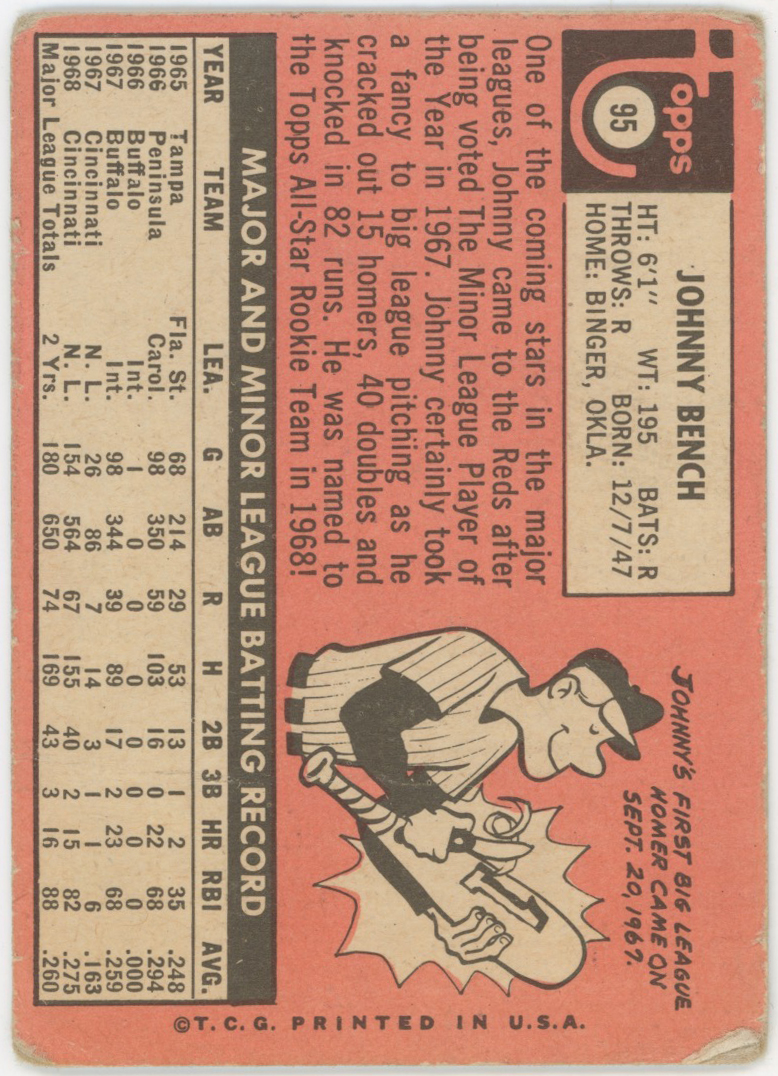 Topps
95
JOHNNY BENCH
HT: 6'1" WT: 195 BATS: R
THROWS: R BORN: 12/7/47
HOME: BINGER, OKLA.
JOHNNY'S FIRST BIG LEAGUE
HOMER CAME ON
SEPT. 20, 1967.
One of the coming stars in the major
leagues, Johnny came to the Reds after
being voted The Minor League Player of
the Year in 1967. Johnny certainly took
a fancy to big league pitching as he
cracked out 15 homers, 40 doubles and
knocked in 82 runs. He was named to
the Topps All-Star Rookie Team in 1968!
1
MAJOR AND MINOR LEAGUE BATTING RECORD
YEAR TEAM LEA. G AB R H 2B 3B HR RBI AVG.
1965 Tampa Fla. St. 68 214 29 53 13 1 2 35 .248
1966 Peninsula Carol. 98 350 59 103 16 0 22 68 .294
1966 Buffalo Int. 1 0 0 0 0 0 0 0 .000
1967 Buffalo Int. 98 344 39 89 17 2 23 68 .259
1967 Cincinnati N. L. 26 86 7 14 3 1 1 6 .163
1968 Cincinnati N. L. 154 564 67 155 40 2 15 82 .275
Major League Totals 2 Yrs. 180 650 74 169 43 3 16 88 .260
©T.C.G. PRINTED IN U.S.A.